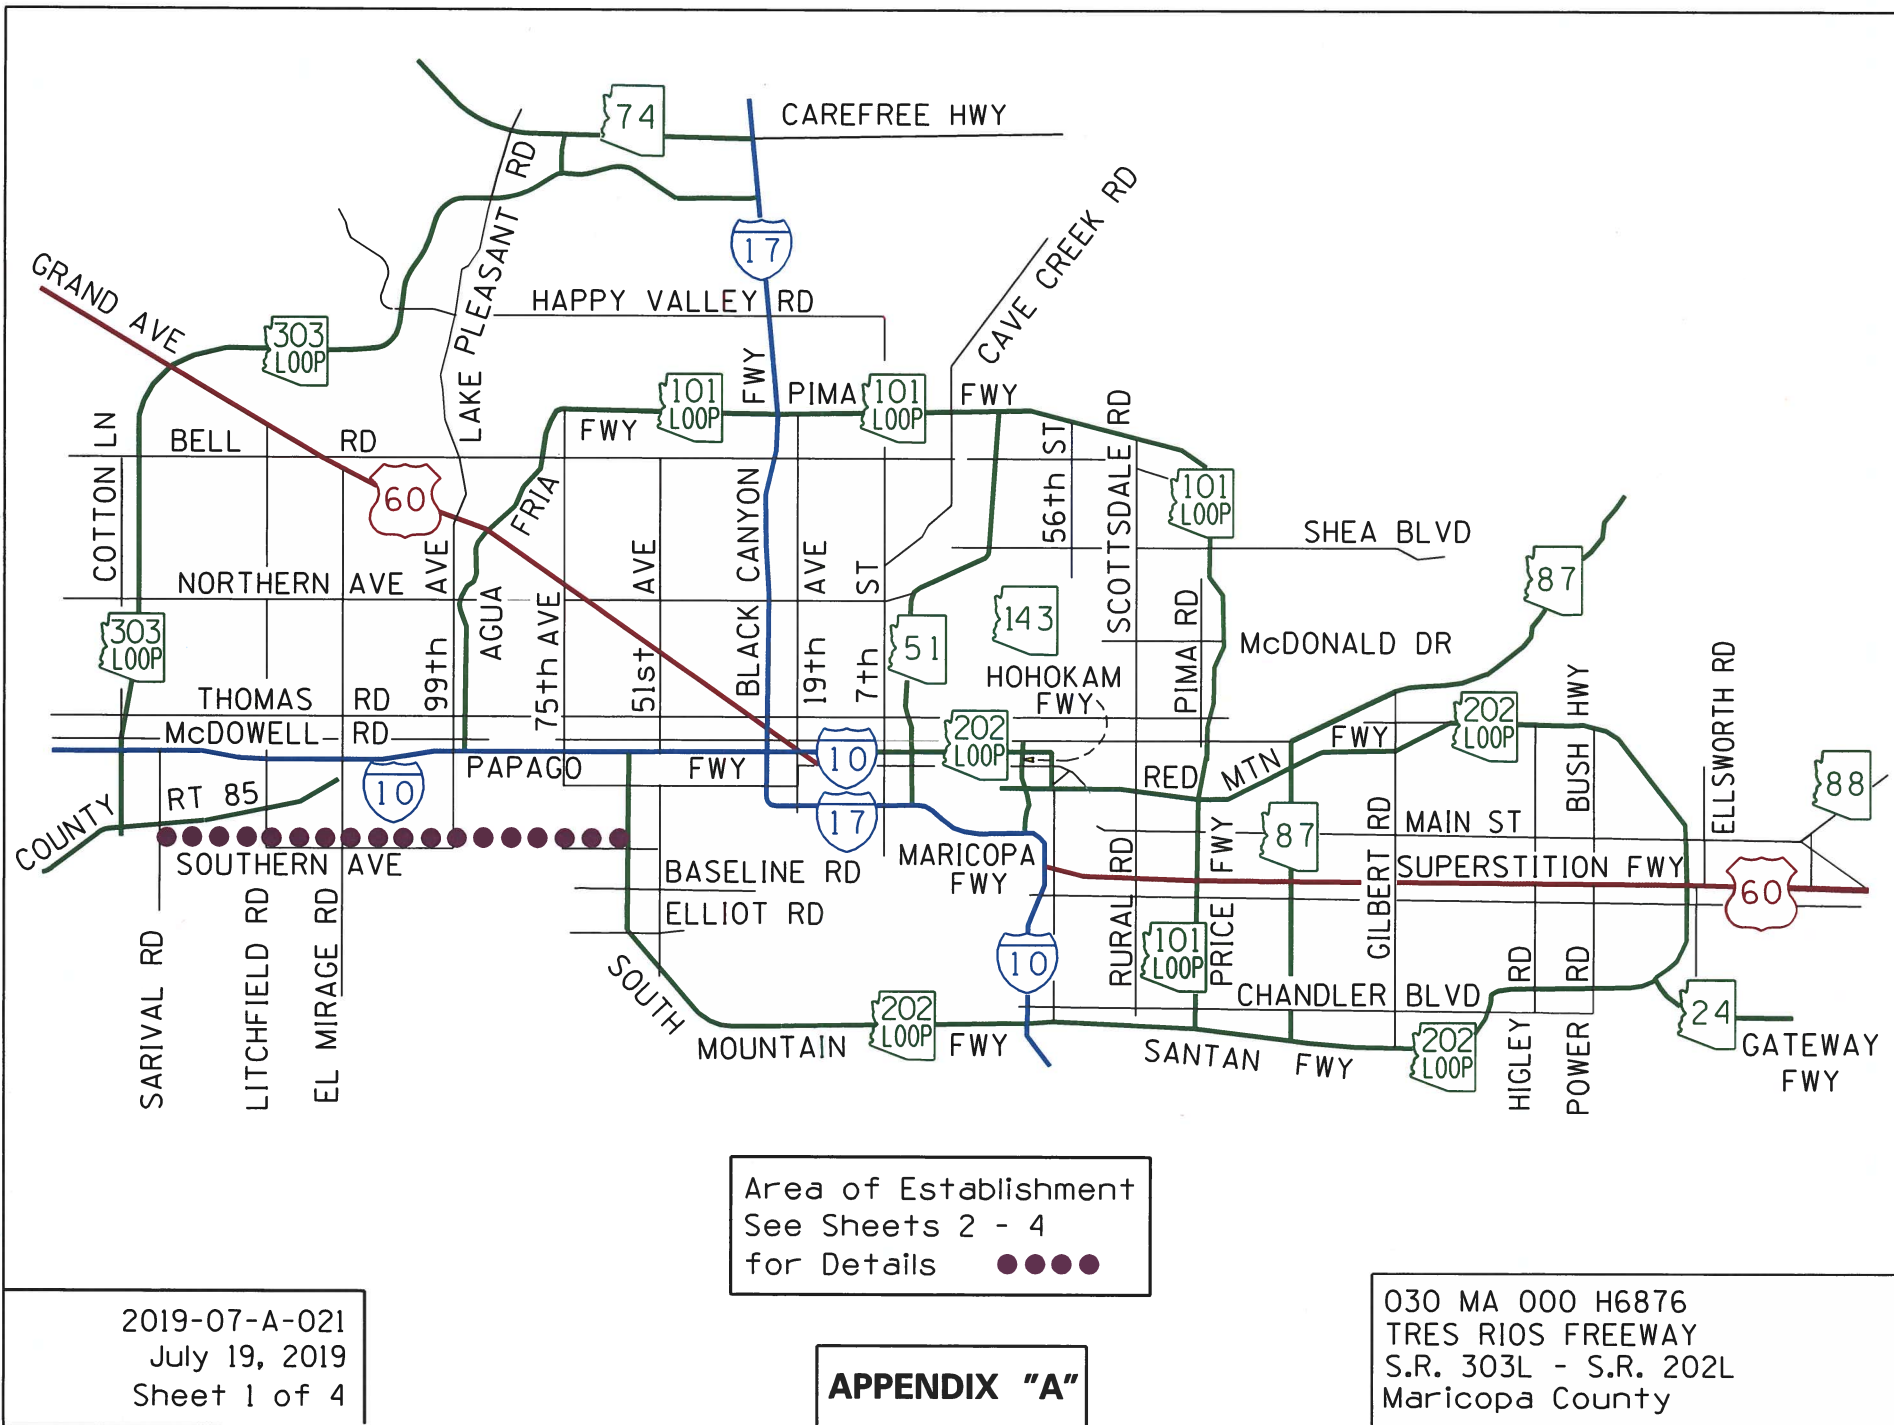 74
CAREFREE HWY
LAKE PLEASANT RD
17
CAVE CREEK RD
GRAND AVE
HAPPY VALLEY RD
303
LOOP
101
LOOP
FWY
PIMA
101
LOOP
FWY
FWY
COTTON LN
BELL RD
60
AGUA FRIA
BLACK CANYON
56th ST
SCOTTSDALE RD
101
LOOP
SHEA BLVD
87
NORTHERN AVE
99th AVE
75th AVE
51st AVE
19th AVE
7th ST
51
143
HOHOKAM
FWY
PIMA RD
McDONALD DR
303
LOOP
THOMAS RD
McDOWELL RD
202
LOOP
202
LOOP
BUSH HWY
ELLSWORTH RD
10
PAPAGO FWY
10
RED MTN FWY
88
COUNTY RT 85
17
87
MAIN ST
SOUTHERN AVE
BASELINE RD
MARICOPA
FWY
SUPERSTITION FWY
60
ELLIOT RD
10
RURAL RD
PRICE FWY
GILBERT RD
101
LOOP
SARIVAL RD
LITCHFIELD RD
EL MIRAGE RD
SOUTH MOUNTAIN FWY
202
LOOP
CHANDLER BLVD
SANTAN FWY
202
LOOP
HIGLEY RD
POWER RD
24
GATEWAY
FWY
Area of Establishment
See Sheets 2 - 4
for Details
2019-07-A-021
July 19, 2019
Sheet 1 of 4
APPENDIX "A"
030 MA 000 H6876
TRES RIOS FREEWAY
S.R. 303L - S.R. 202L
Maricopa County